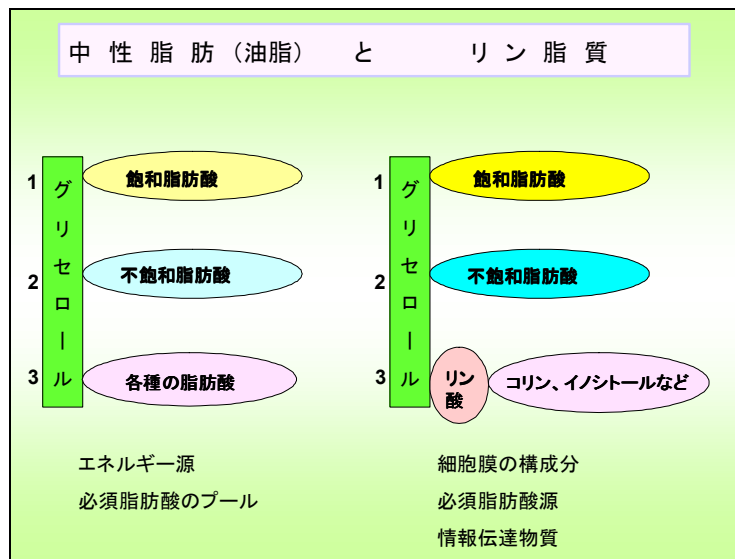 中性脂肪（油脂） と リン脂質
1
2
3
グリセロール
飽和脂肪酸
不飽和脂肪酸
各種の脂肪酸
エネルギー源
必須脂肪酸のプール
1
2
3
グリセロール
飽和脂肪酸
不飽和脂肪酸
リン
酸
コリン、イノシトールなど
細胞膜の構成分
必須脂肪酸源
情報伝達物質